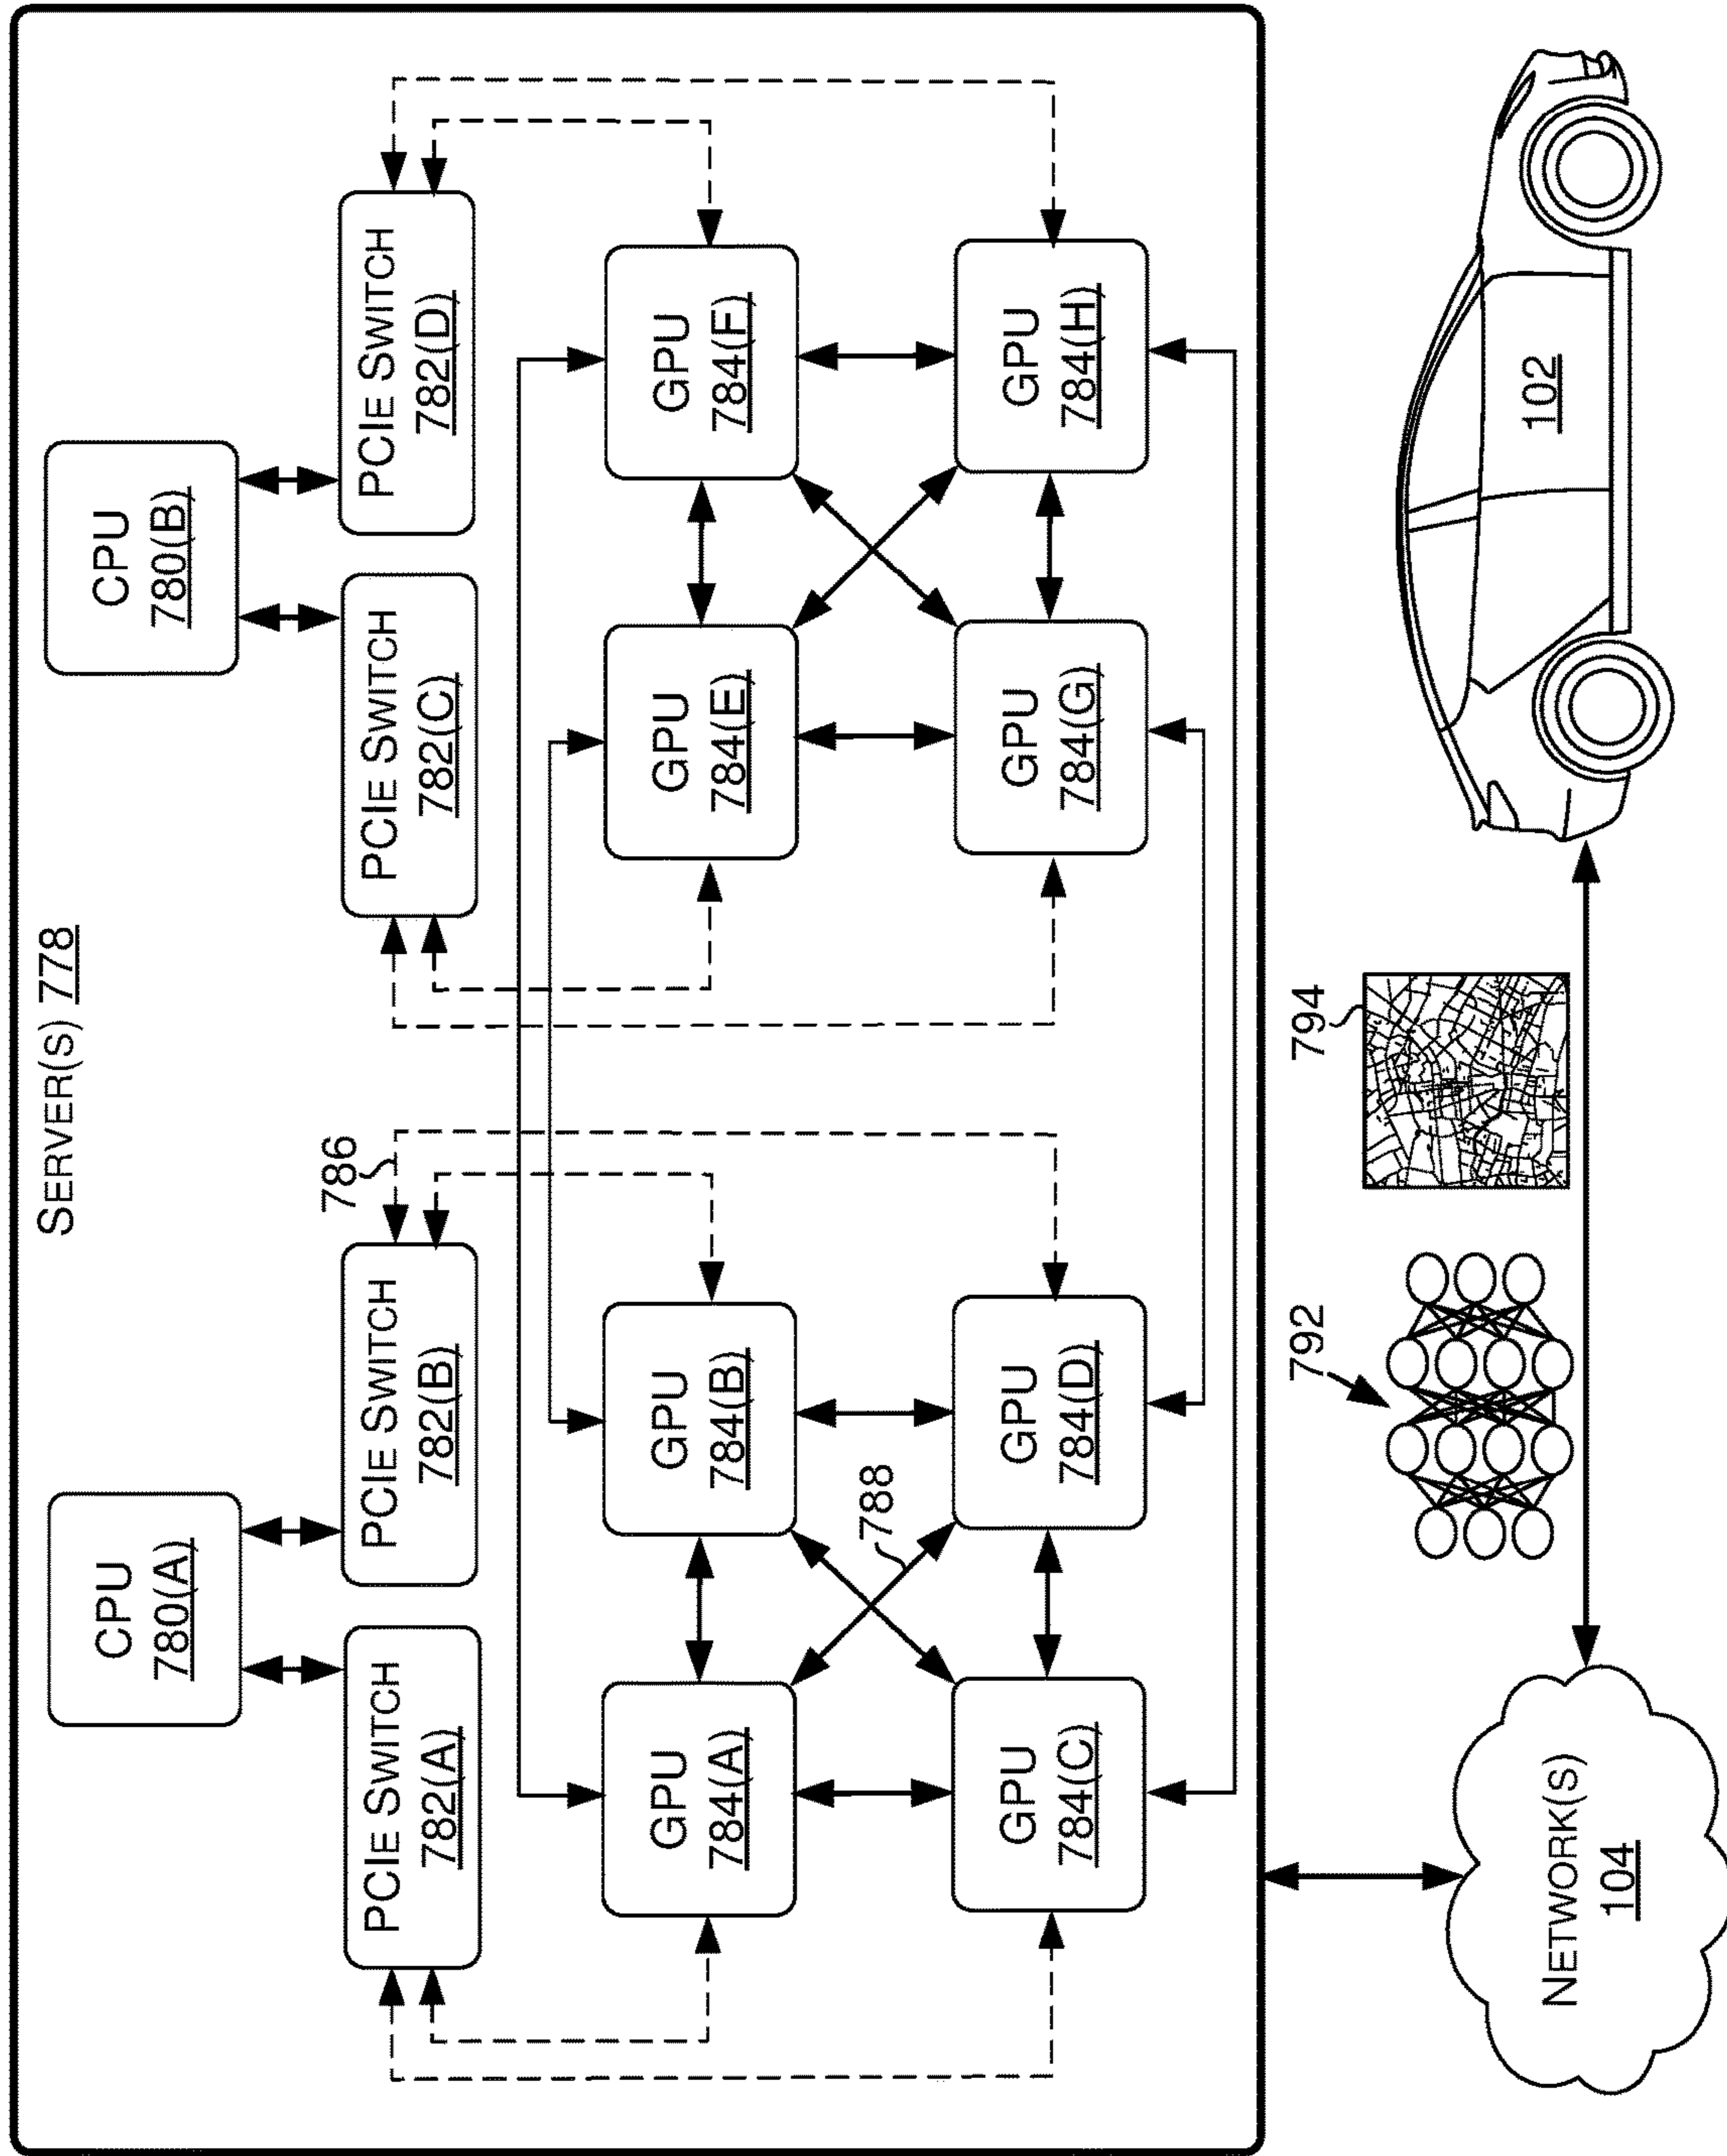 SERVER(S) 778
CPU
780(A)
CPU
780(B)
PCIE SWITCH
782(A)
PCIE SWITCH
782(B)
786
PCIE SWITCH
782(C)
PCIE SWITCH
782(D)
GPU
784(A)
GPU
784(B)
GPU
784(E)
GPU
784(F)
788
GPU
784(C)
GPU
784(D)
GPU
784(G)
GPU
784(H)
NETWORK(S)
104
792
794
102